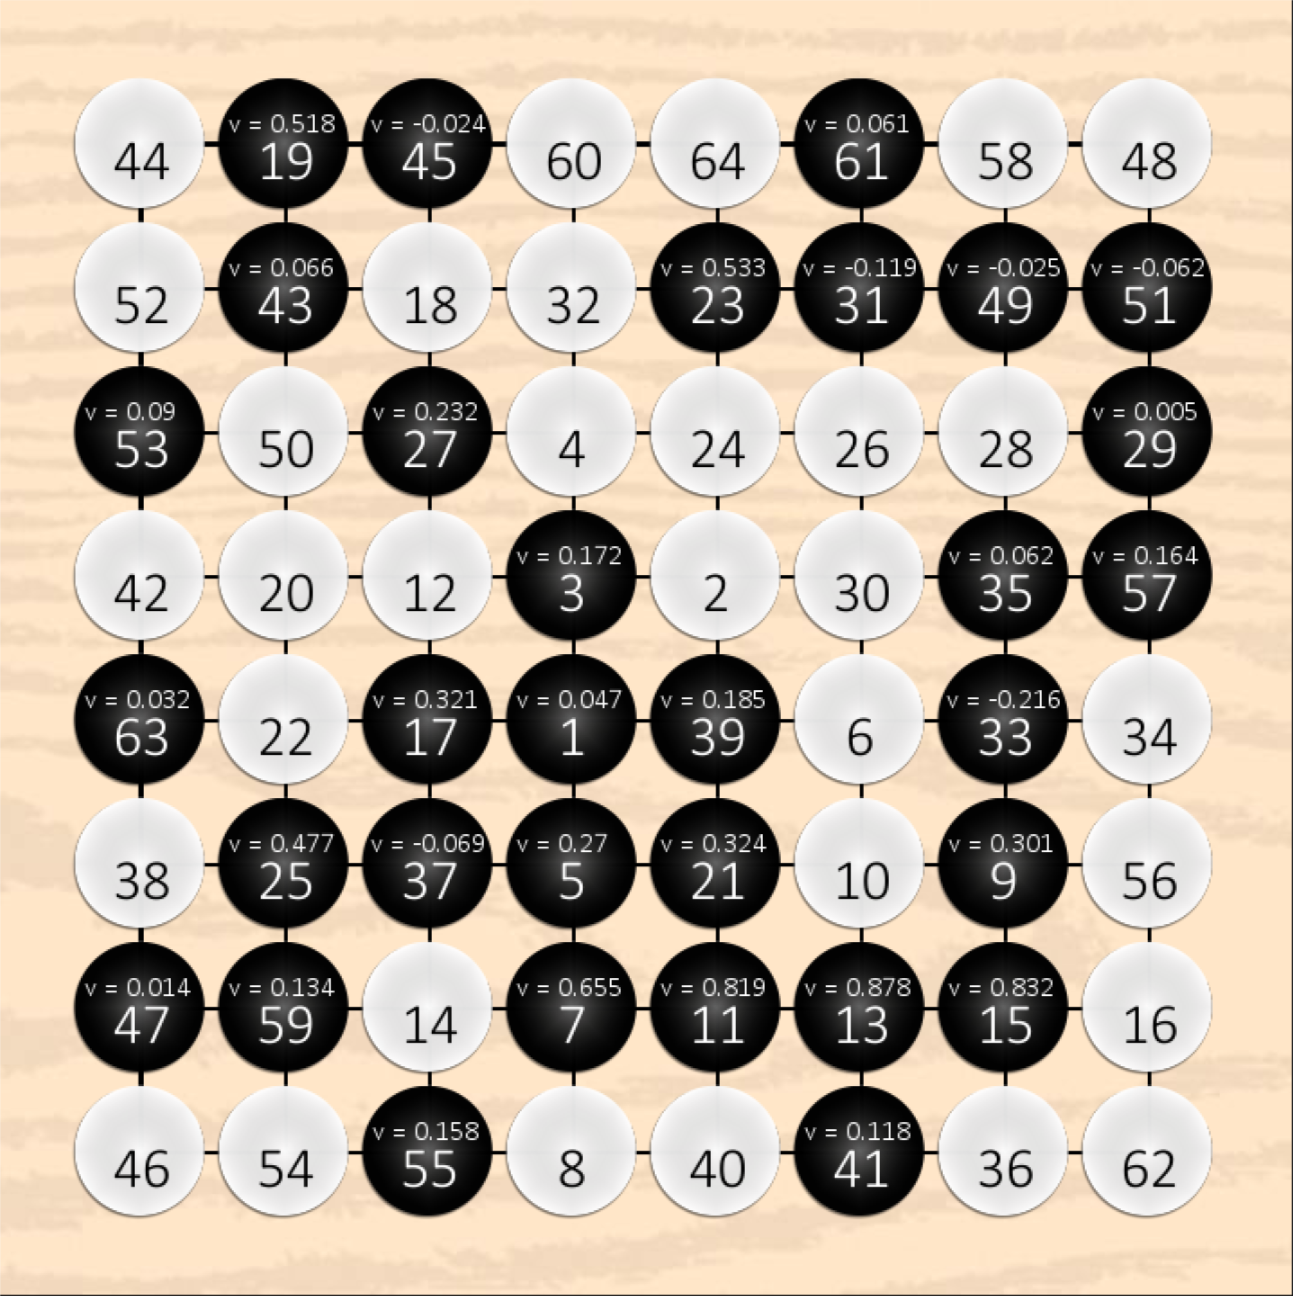 44 v = 0.518 19 v = -0.024 45 60 64 v = 0.061 61 58 48
52 v = 0.066 43 18 32 v = 0.533 23 v = -0.119 31 v = -0.025 49 v = -0.062 51
v = 0.09 53 50 v = 0.232 27 4 24 26 28 v = 0.005 29
42 20 12 v = 0.172 3 2 30 v = 0.062 35 v = 0.164 57
v = 0.032 63 22 v = 0.321 17 v = 0.047 1 v = 0.185 39 6 v = -0.216 33 34
38 v = 0.477 25 v = -0.069 37 v = 0.27 5 v = 0.324 21 10 v = 0.301 9 56
v = 0.014 47 v = 0.134 59 14 v = 0.655 7 v = 0.819 11 v = 0.878 13 v = 0.832 15 16
46 54 v = 0.158 55 8 40 v = 0.118 41 36 62